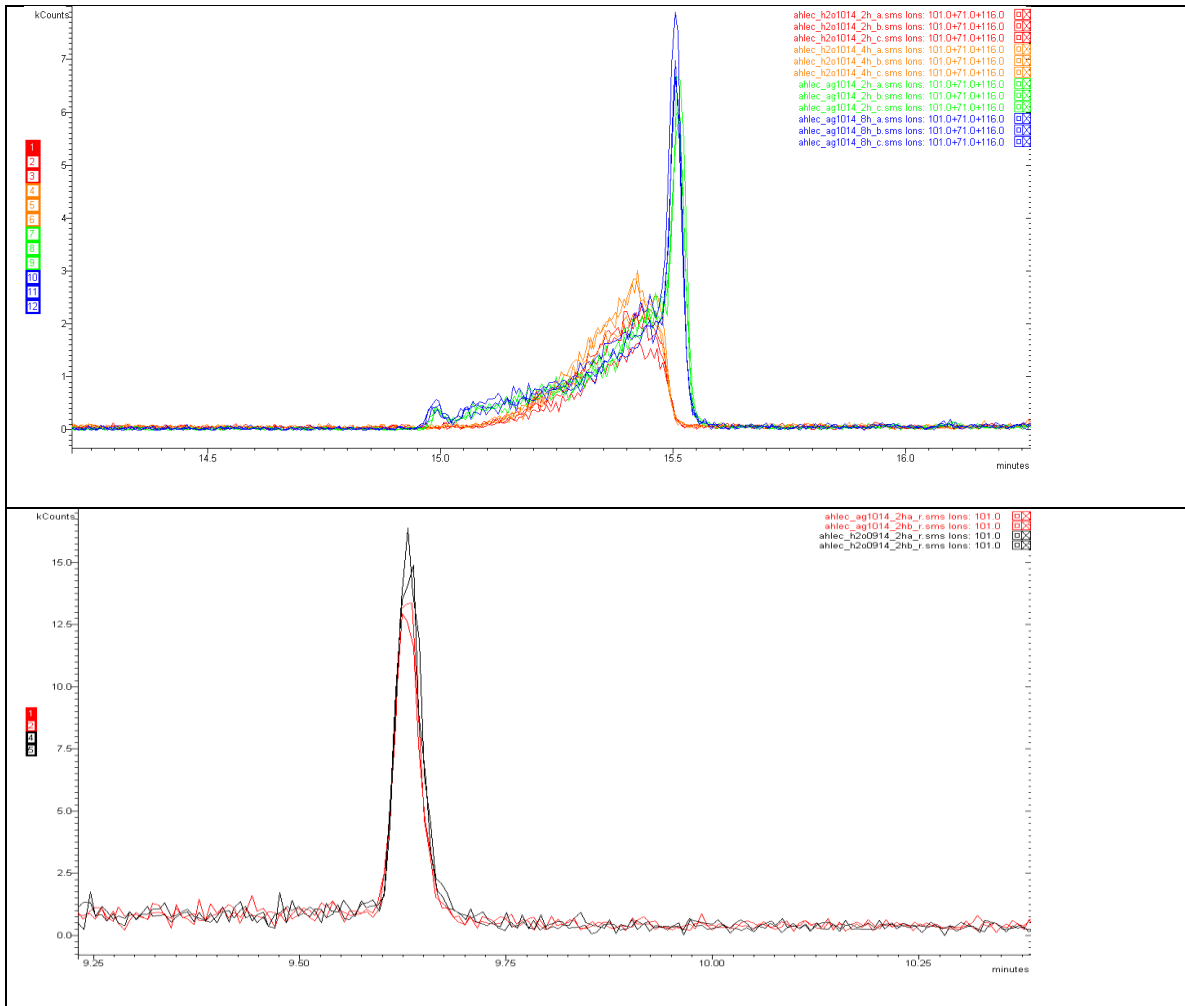 kCounts
7
6
5
4
3
2
1
0
14.5 15.0 15.5 16.0
minutes
1
2
3
4
5
6
7
8
9
10
11
12
ahlec_h2o1014_2h_a.sms Ions: 101.0+71.0+116.0
ahlec_h2o1014_2h_b.sms Ions: 101.0+71.0+116.0
ahlec_h2o1014_2h_c.sms Ions: 101.0+71.0+116.0
ahlec_h2o1014_4h_a.sms Ions: 101.0+71.0+116.0
ahlec_h2o1014_4h_b.sms Ions: 101.0+71.0+116.0
ahlec_h2o1014_4h_c.sms Ions: 101.0+71.0+116.0
ahlec_ag1014_2h_a.sms Ions: 101.0+71.0+116.0
ahlec_ag1014_2h_b.sms Ions: 101.0+71.0+116.0
ahlec_ag1014_2h_c.sms Ions: 101.0+71.0+116.0
ahlec_ag1014_8h_a.sms Ions: 101.0+71.0+116.0
ahlec_ag1014_8h_b.sms Ions: 101.0+71.0+116.0
ahlec_ag1014_8h_c.sms Ions: 101.0+71.0+116.0
kCounts
15.0
12.5
10.0
7.5
5.0
2.5
0.0
9.25 9.50 9.75 10.00 10.25
minutes
1
2
4
5
ahlec_ag1014_2ha_r.sms Ions: 101.0
ahlec_ag1014_2hb_r.sms Ions: 101.0
ahlec_h2o0914_2ha_r.sms Ions: 101.0
ahlec_h2o0914_2hb_r.sms Ions: 101.0